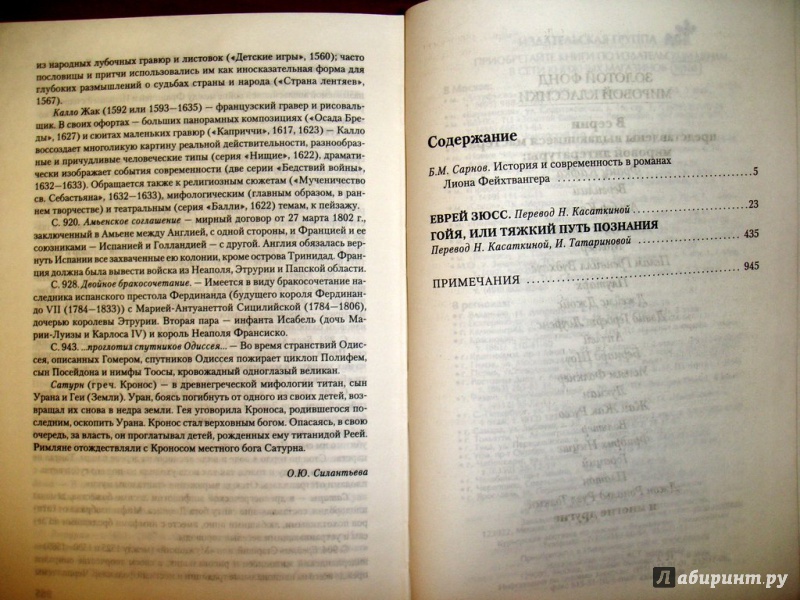 из народных лубочных гравюр и листовок («Детские игры», 1560); часто
пословицы и притчи использовались им как иносказательная форма для
глубоких размышлений о судьбах страны и народа («Страна лентяев»,
1567).
Калло Жак (1592 или 1593–1635) — французский гравер и рисоваль-
щик. В своих офортах — больших панорамных композициях («Осада Бре-
ды», 1627) и сюитах маленьких гравюр («Каприччи», 1617, 1623) — Калло
воссоздает многоликую картину реальной действительности, разнообраз-
ные и причудливые человеческие типы (серия «Нищие», 1622), драмати-
чески изображает события современности (две серии «Бедствий войны»,
1632–1633). Обращается также к религиозным сюжетам («Мученичество
св. Себастьяна», 1632–1633), мифологическим (главным образом, в ран-
нем творчестве) и театральным (серия «Балли», 1622) темам, к пейзажу.
С. 920. Амьенское соглашение — мирный договор от 27 марта 1802 г.,
заключенный в Амьене между Англией, с одной стороны, и Францией и ее
союзниками — Испанией и Голландией — с другой. Англия обязалась вер-
нуть Испании все захваченные ею колонии, кроме острова Тринидад. Фран-
ция должна была вывести войска из Неаполя, Этрурии и Папской области.
С. 928. Двойное бракосочетание. — Имеется в виду бракосочетание
наследника испанского престола Фердинанда (будущего короля Фердинан-
до VII (1784–1833)) с Марией-Антуанеттой Сицилийской (1784–1806),
дочерью королевы Этрурии. Вторая пара — инфанта Исабель (дочь Ма-
рии-Луизы и Карлоса IV) и король Неаполя Франсиско.
С. 943. ...проглотил спутников Одиссея... — Во время странствий Одис-
сея, описанных Гомером, спутников Одиссея пожирает циклоп Полифем,
сын Посейдона и нимфы Тоосы, кровожадный одноглазый великан.
Сатурн (греч. Кронос) — в древнегреческой мифологии титан, сын
Урана и Геи (Земли). Уран, боясь погибнуть от одного из своих детей, воз-
вращал их снова в недра земли. Гея уговорила Кроноса, родившегося по-
следним, оскопить Урана. Кронос стал верховным богом. Опасаясь, в свою
очередь, за власть, он проглатывал детей, рожденных ему титанидой Реей.
Римляне отождествляли с Кроносом местного бога Сатурна.
О.Ю. Силантьева
Содержание
Б.М. Сарнов. История и современность в романах
Лиона Фейхтвангера 5
ЕВРЕЙ ЗЮСС. Перевод Н. Касаткиной 23
ГОЙЯ, ИЛИ ТЯЖКИЙ ПУТЬ ПОЗНАНИЯ
Перевод Н. Касаткиной, И. Татариновой 435
ПРИМЕЧАНИЯ 945
Лабиринт.ру